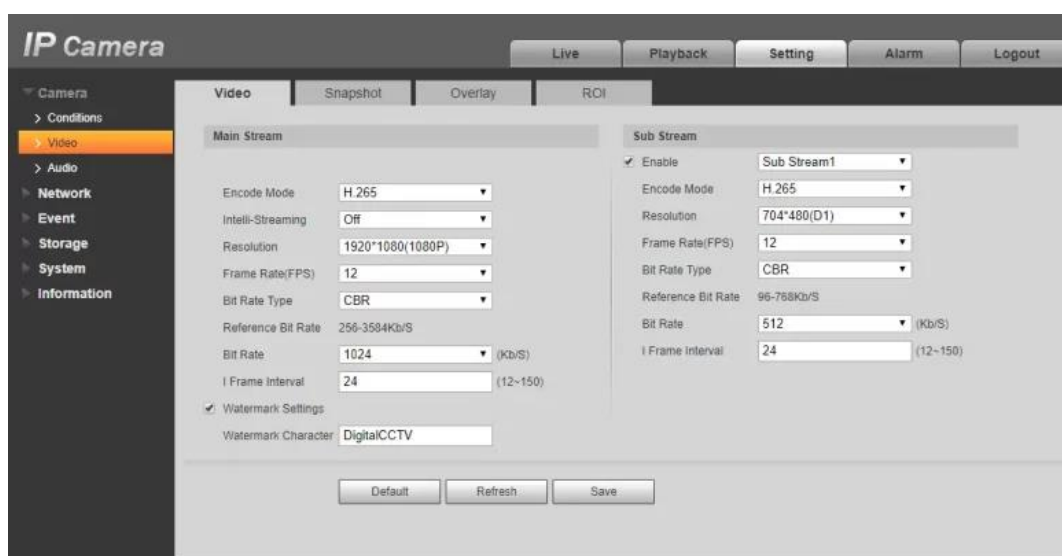 IP Camera
Live Playback Setting Alarm Logout
Camera
> Conditions
> Video
> Audio
Network
Event
Storage
System
Information
Video Snapshot Overlay ROI
Main Stream
Encode Mode H.265
Intelli-Streaming Off
Resolution 1920*1080(1080P)
Frame Rate(FPS) 12
Bit Rate Type CBR
Reference Bit Rate 256-3584Kb/S
Bit Rate 1024 (Kb/S)
I Frame Interval 24 (12~150)
Watermark Settings
Watermark Character DigitalCCTV
Sub Stream
Enable Sub Stream1
Encode Mode H.265
Resolution 704*480(D1)
Frame Rate(FPS) 12
Bit Rate Type CBR
Reference Bit Rate 96-768Kb/S
Bit Rate 512 (Kb/S)
I Frame Interval 24 (12~150)
Default Refresh Save